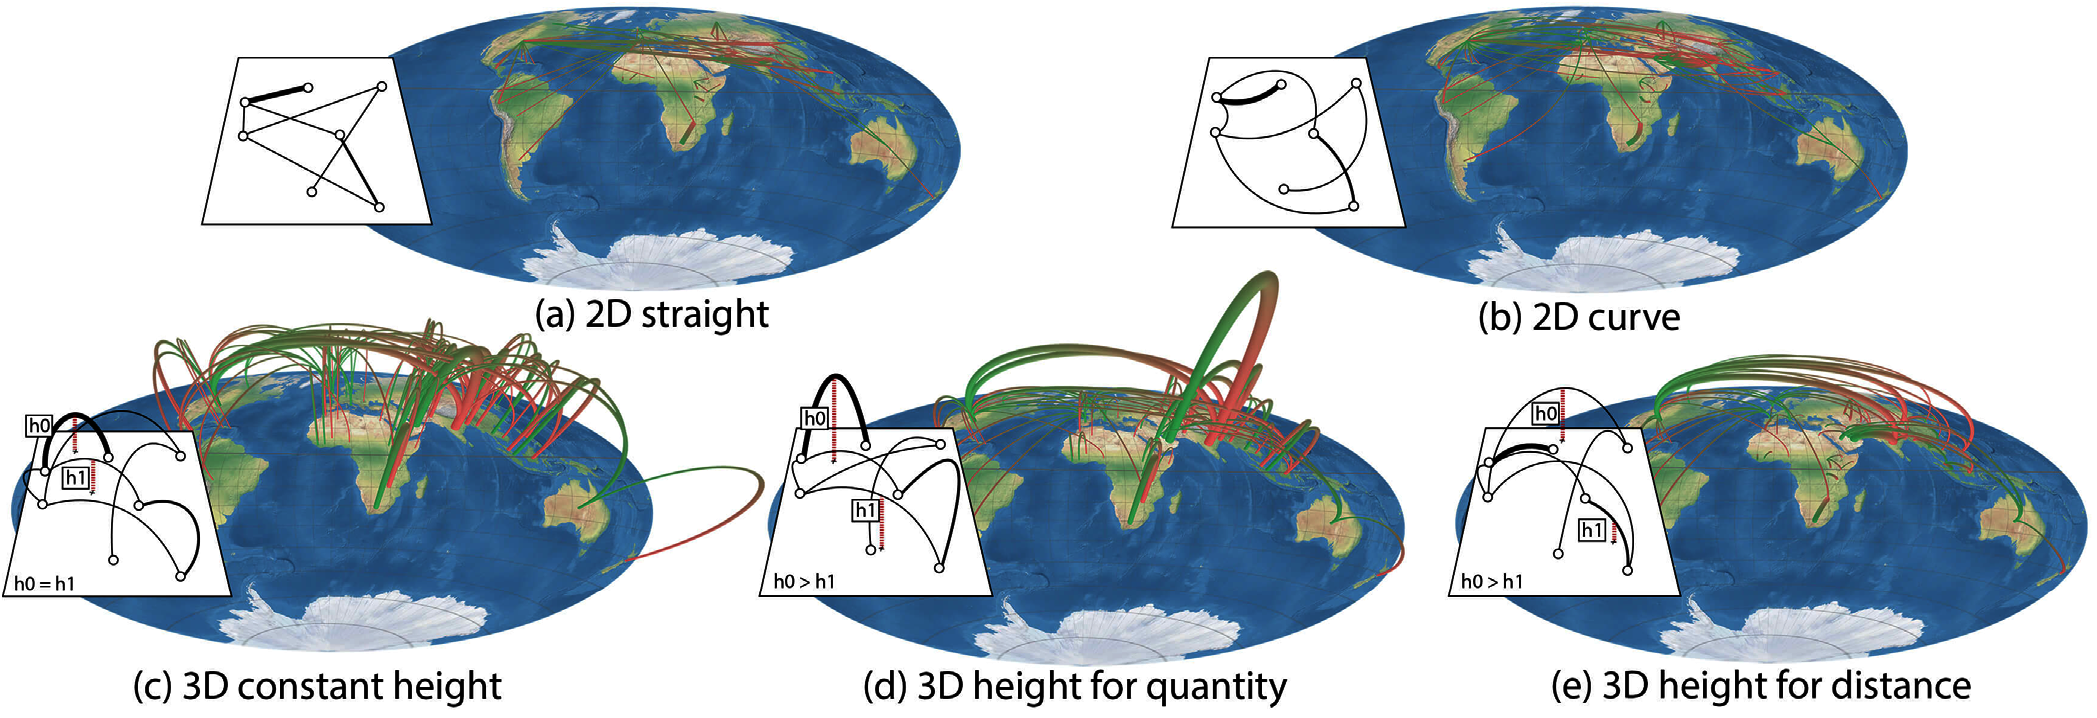 (a) 2D straight
(b) 2D curve
h0
h1
h0 = h1
(c) 3D constant height
h0
h1
h0 > h1
(d) 3D height for quantity
h0
h1
h0 > h1
(e) 3D height for distance